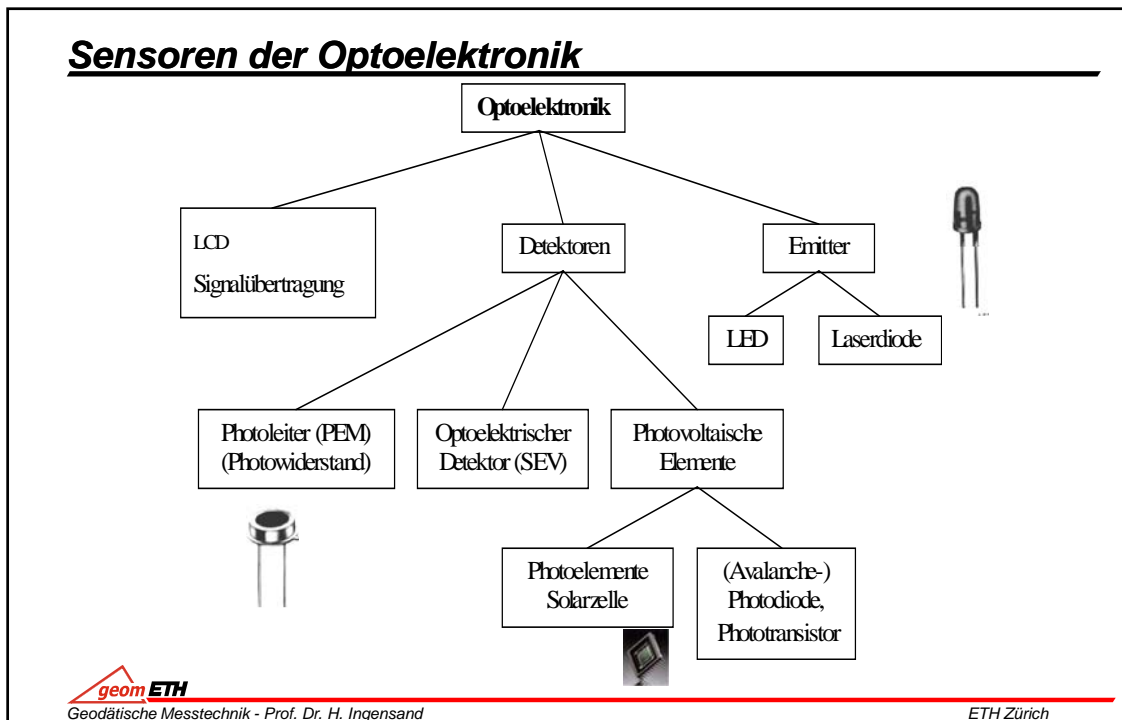 Sensoren der Optoelektronik
Optoelektronik
LCD
Signalübertragung
Detektoren
Emitter
LED
Laserdiode
Photoleiter (PEM)
(Photowiderstand)
Optoelektrischer
Detektor (SEV)
Photovoltaische
Elemente
Photoelemente
Solarzelle
(Avalanche-)
Photodiode,
Phototransistor
geom ETH
Geodätische Messtechnik - Prof. Dr. H. Ingensand
ETH Zürich